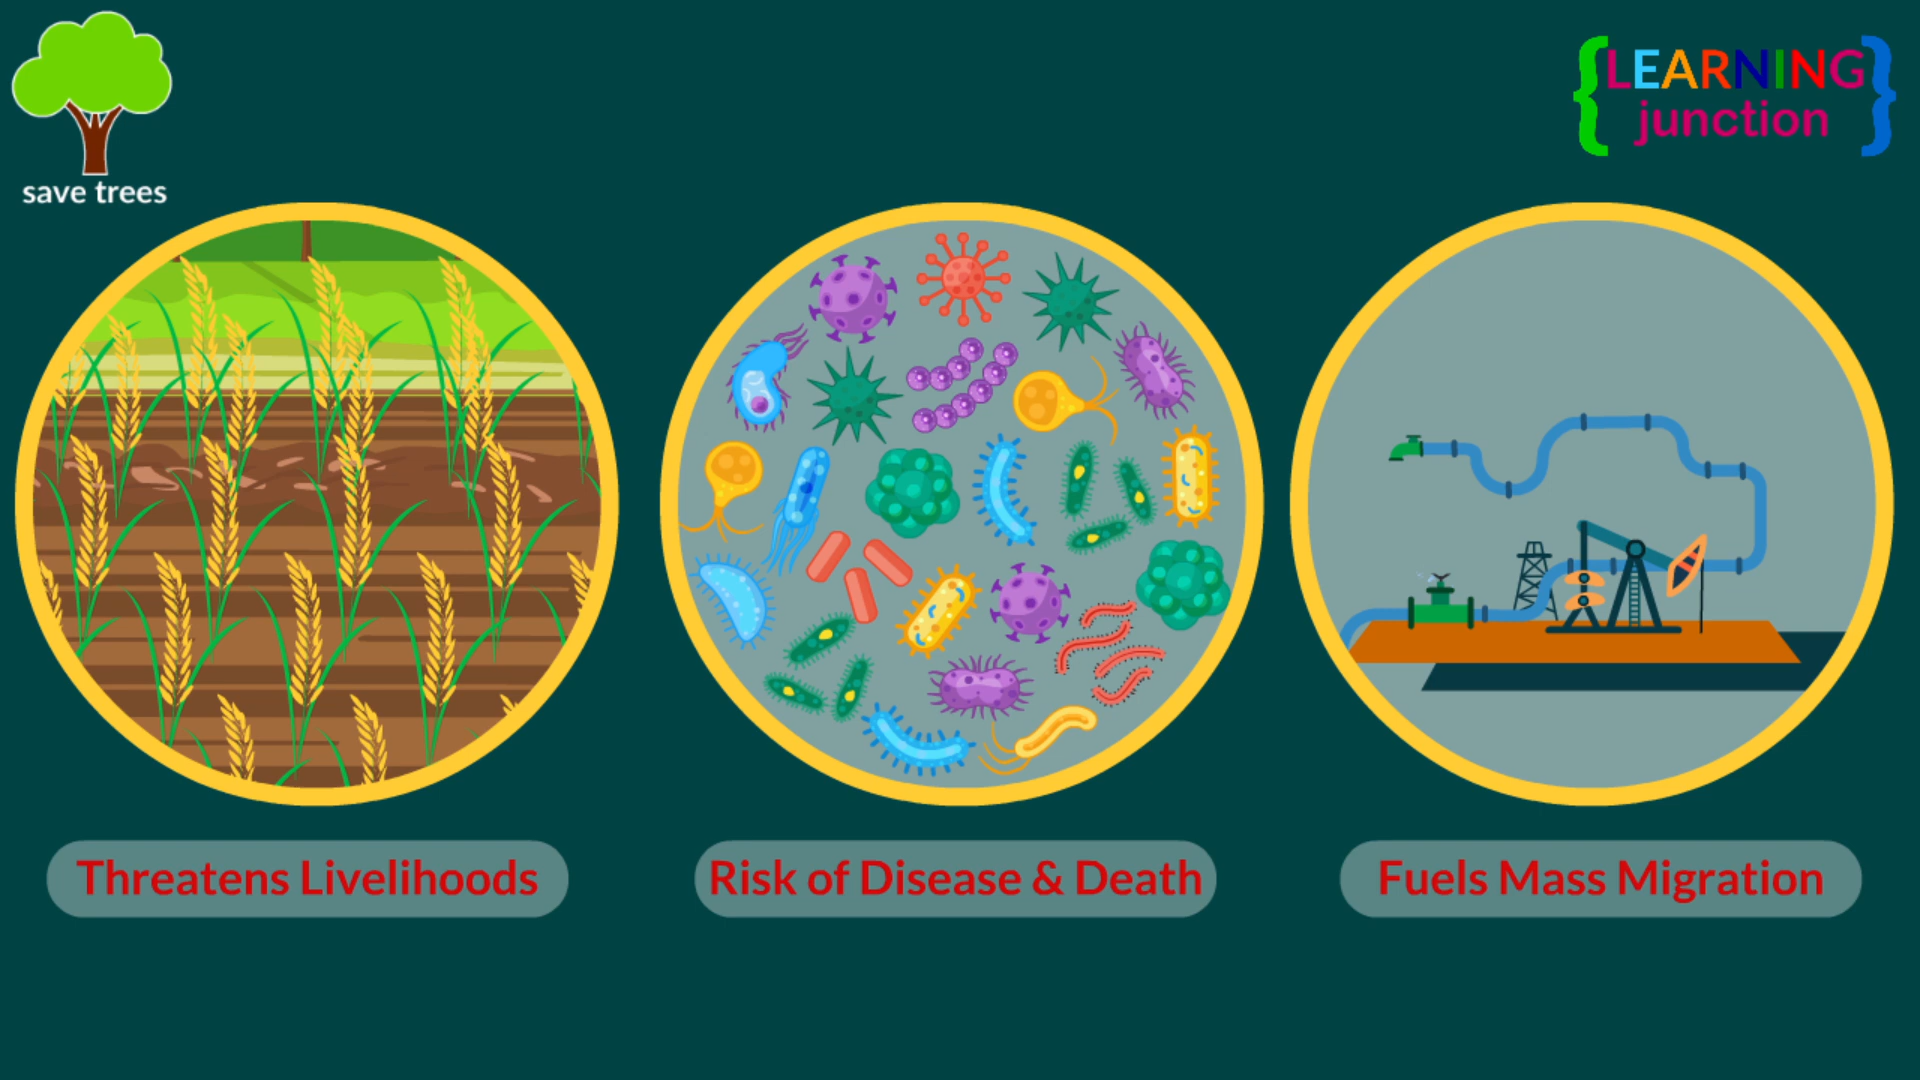 LEARNING
junction
save trees
Threatens Livelihoods
Risk of Disease & Death
Fuels Mass Migration